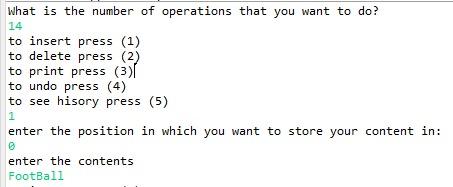 What is the number of operations that you want to do?
14
to insert press (1)
to delete press (2)
to print press (3)
to undo press (4)
to see hisory press (5)
1
enter the position in which you want to store your content in:
0
enter the contents
FootBall